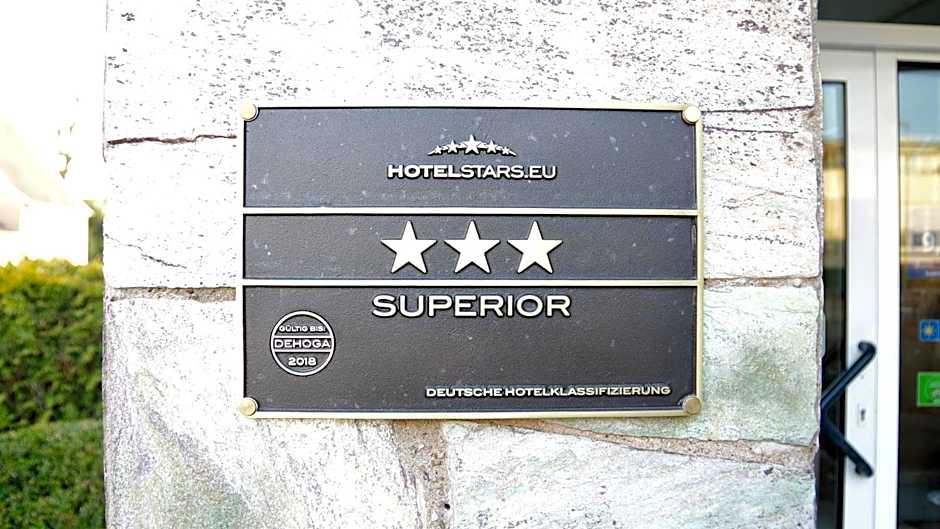 HOTELSTARS.EU
SUPERIOR
GÜLTIG BIS
DEHOGA
2018
DEUTSCHE HOTELKLASSIFIZIERUNG